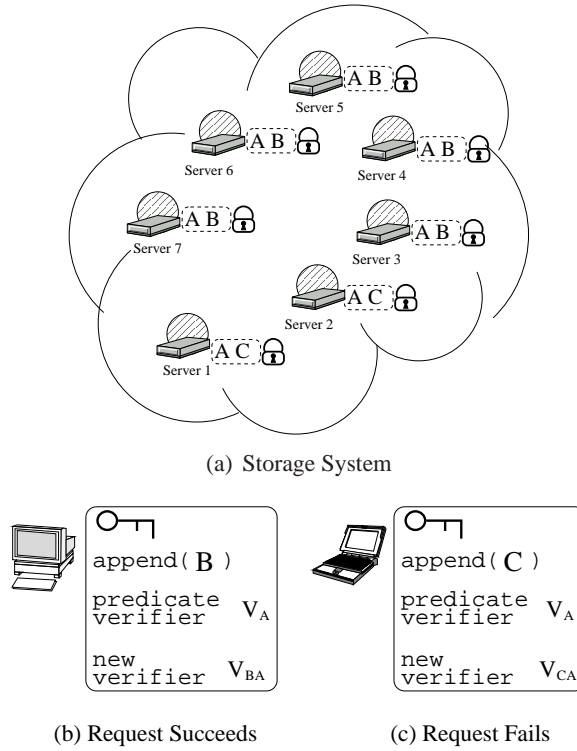 A B
Server 5
A B
Server 6
A B
Server 4
A B
Server 7
A B
Server 3
A C
Server 2
A C
Server 1
(a) Storage System
append( B )
predicate
verifier V_A
new
verifier V_BA
(b) Request Succeeds
append( C )
predicate
verifier V_A
new
verifier V_CA
(c) Request Fails